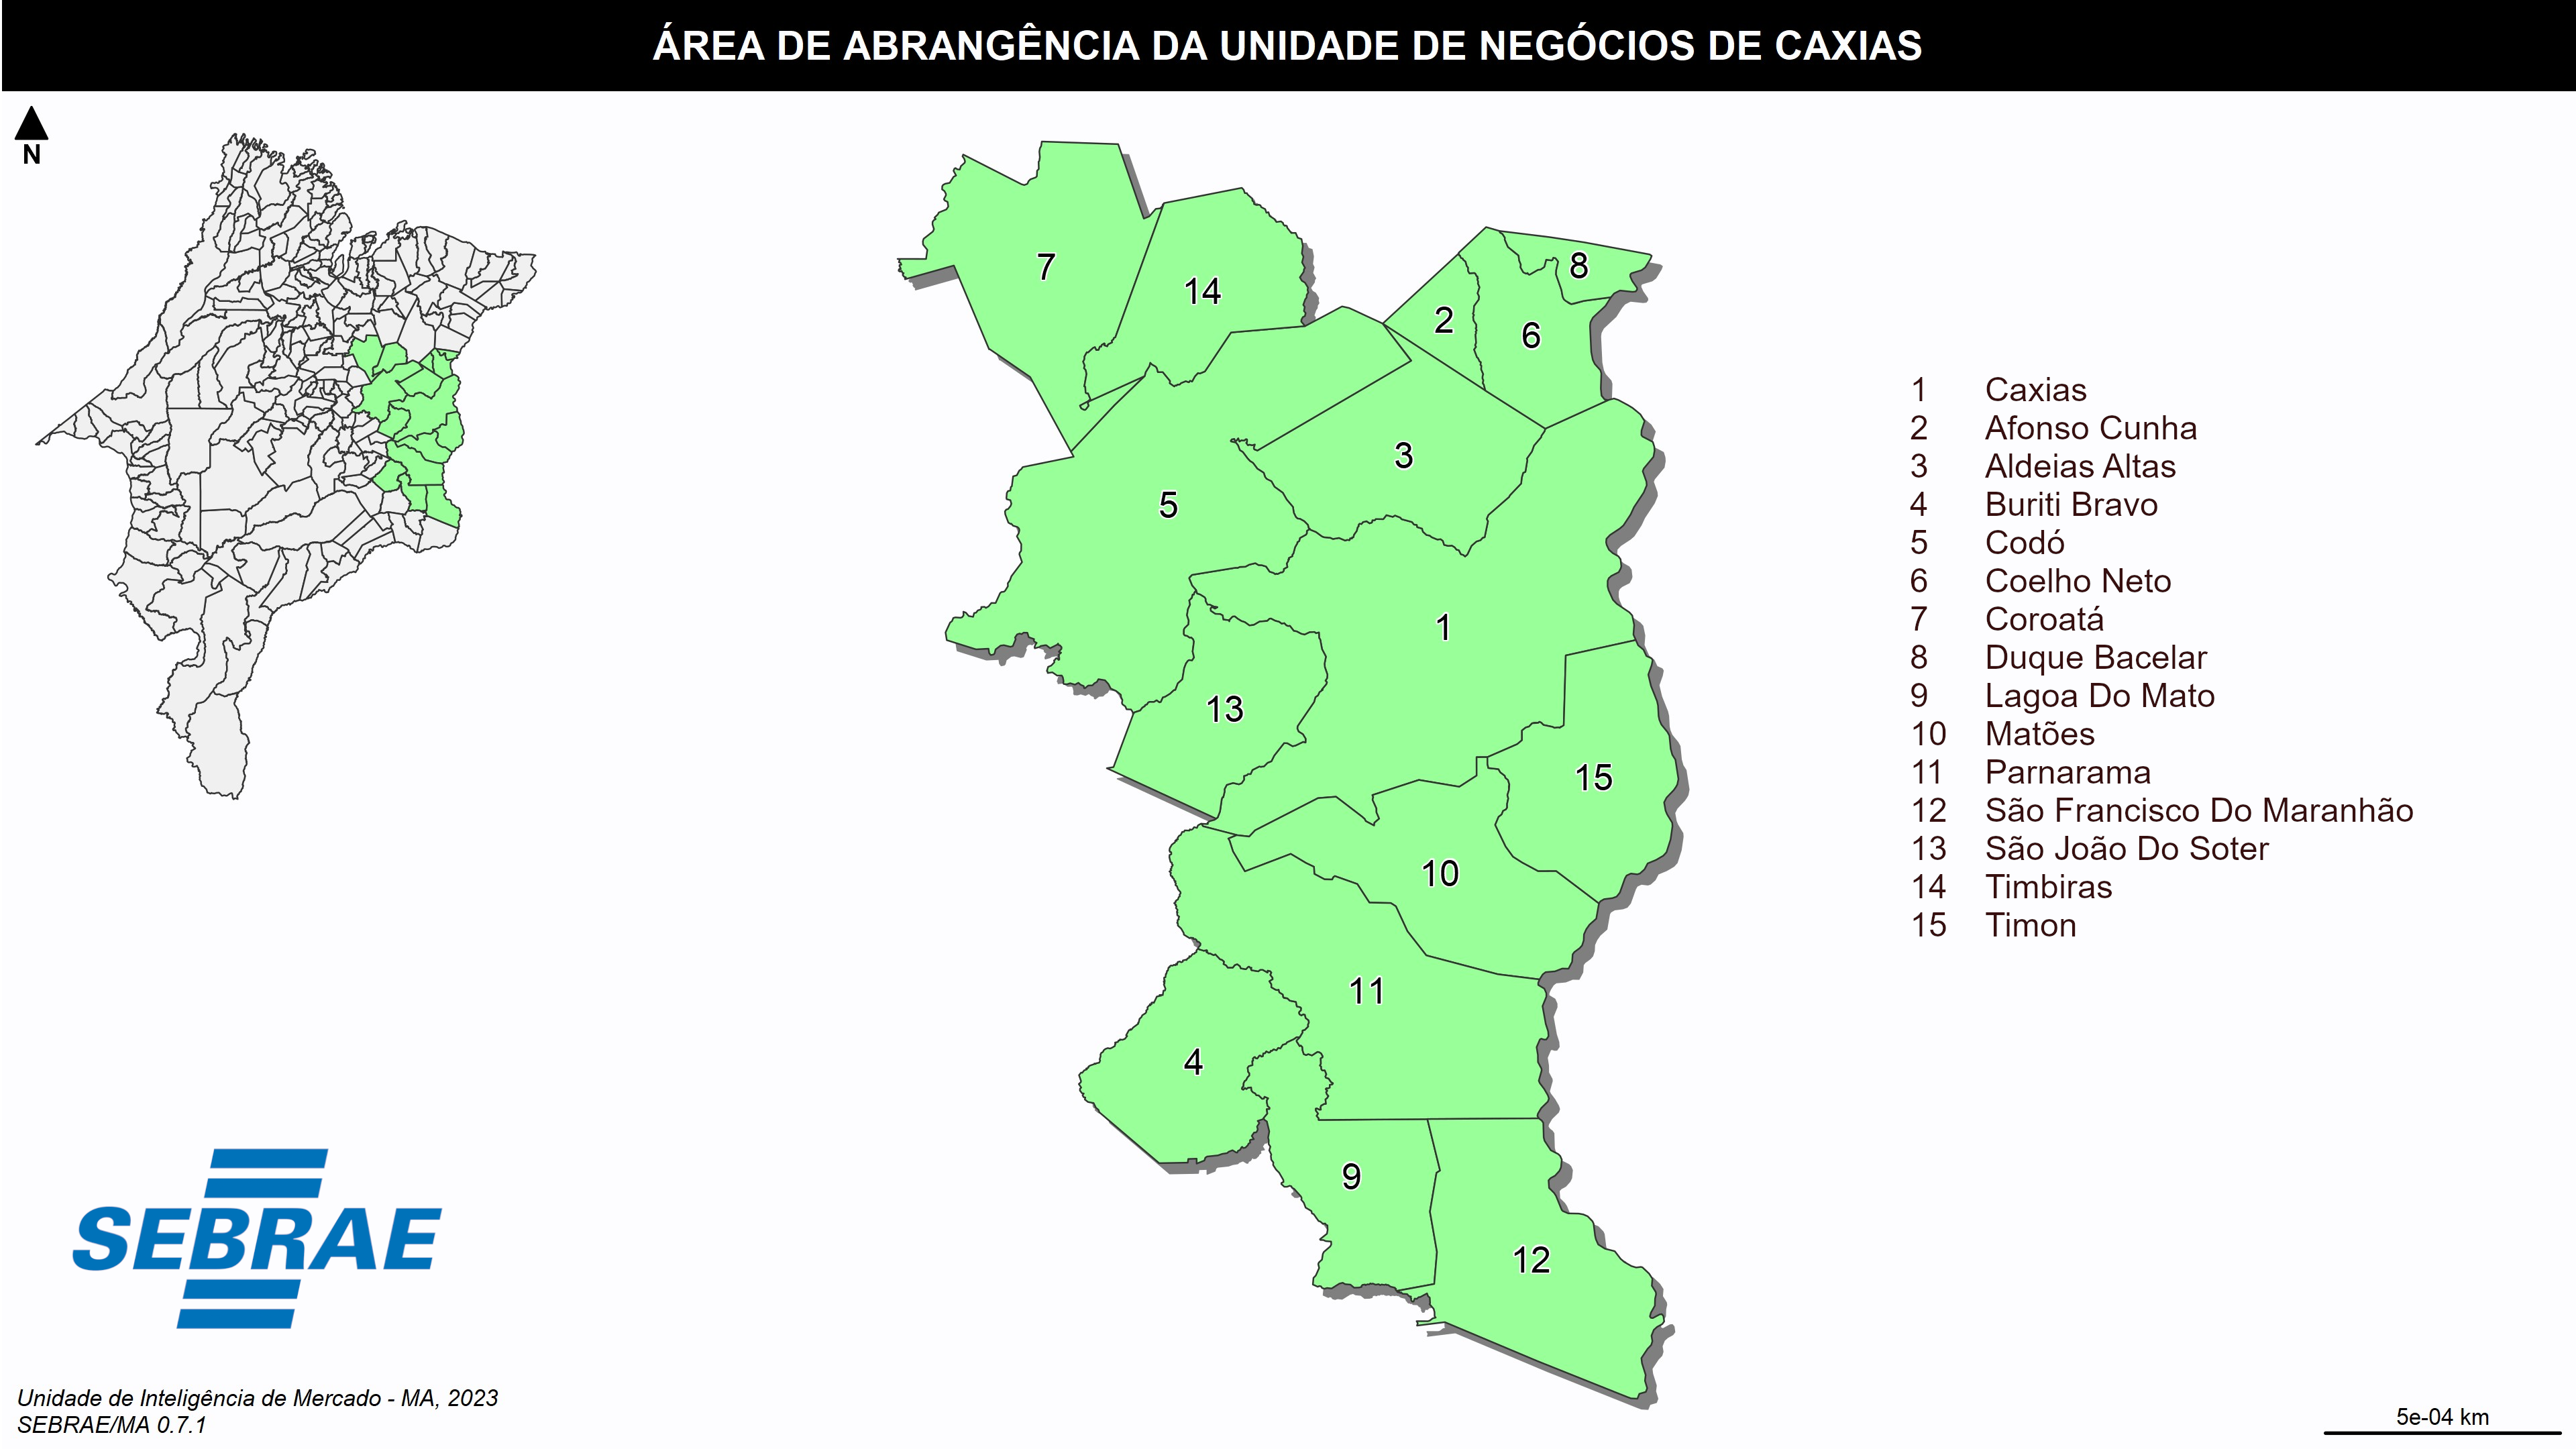 ÁREA DE ABRANGÊNCIA DA UNIDADE DE NEGÓCIOS DE CAXIAS
N
7
14
8
2
6
3
5
1
13
15
10
11
4
9
12
1 Caxias
2 Afonso Cunha
3 Aldeias Altas
4 Buriti Bravo
5 Codó
6 Coelho Neto
7 Coroatá
8 Duque Bacelar
9 Lagoa Do Mato
10 Matões
11 Parnarama
12 São Francisco Do Maranhão
13 São João Do Soter
14 Timbiras
15 Timon
SEBRAE
Unidade de Inteligência de Mercado - MA, 2023
SEBRAE/MA 0.7.1
5e-04 km